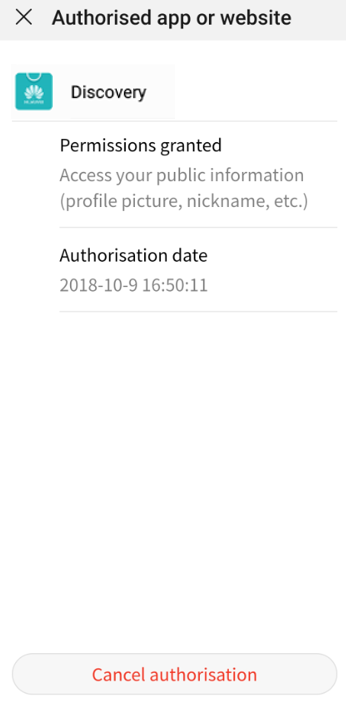 Authorised app or website
Discovery
Permissions granted
Access your public information
(profile picture, nickname, etc.)
Authorisation date
2018-10-9 16:50:11
Cancel authorisation